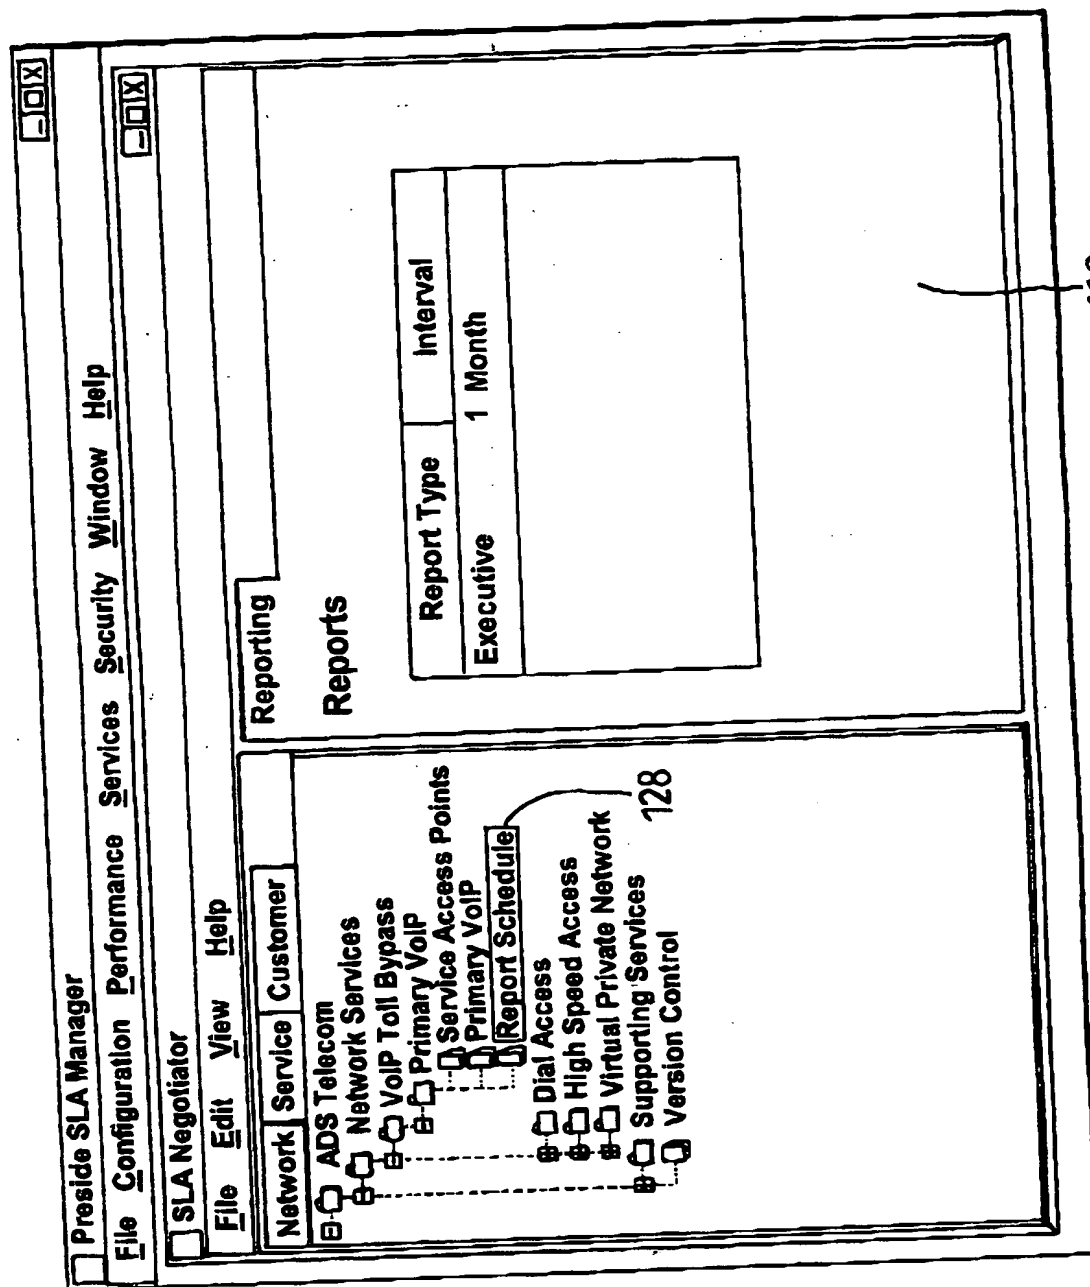 Preside SLA Manager
File Configuration Performance Services Security Window Help
SLA Negotiator
File Edit View Help
Network Service Customer
ADS Telecom
Network Services
VoIP Toll Bypass
Primary VoIP
Service Access Points
Primary VoIP
Report Schedule
Dial Access
High Speed Access
Virtual Private Network
Supporting Services
Version Control
128
Reporting
Reports
Report Type Interval
Executive 1 Month